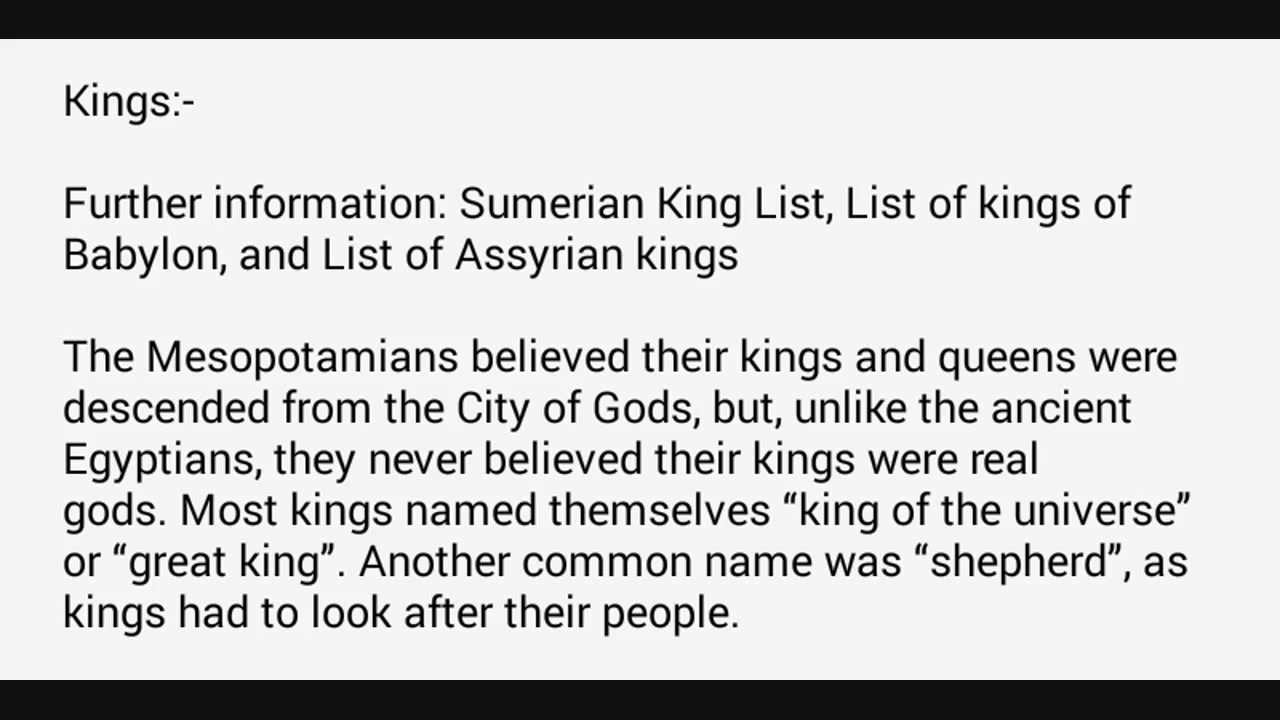 Kings:-
Further information: Sumerian King List, List of kings of
Babylon, and List of Assyrian kings
The Mesopotamians believed their kings and queens were
descended from the City of Gods, but, unlike the ancient
Egyptians, they never believed their kings were real
gods. Most kings named themselves “king of the universe”
or “great king”. Another common name was “shepherd”, as
kings had to look after their people.